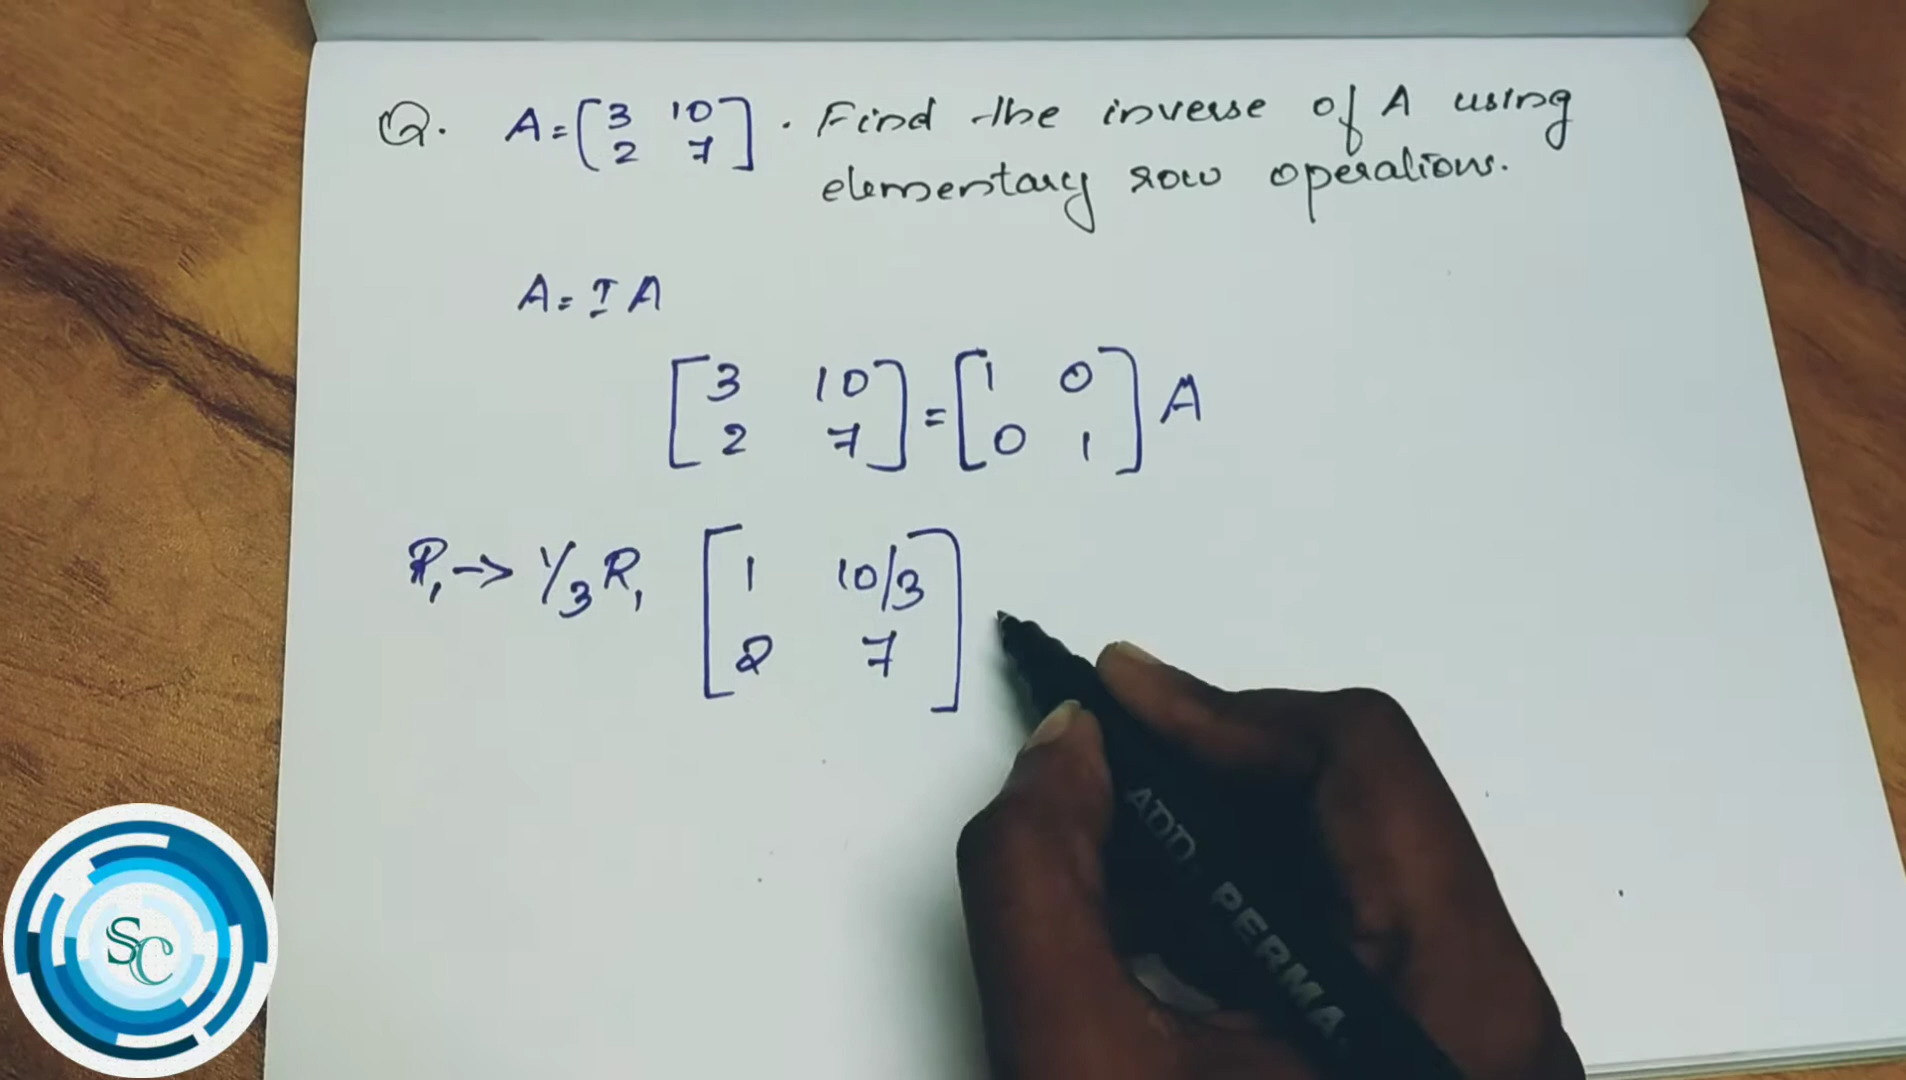 Q. A = [3 10 2 7] . Find the inverse of A using
elementary row operations.
A = I A
[3 10 2 7] = [1 0 0 1] A
R₁ → 1/3 R₁ [1 10/3 2 7]
ADD. PERMA
SC